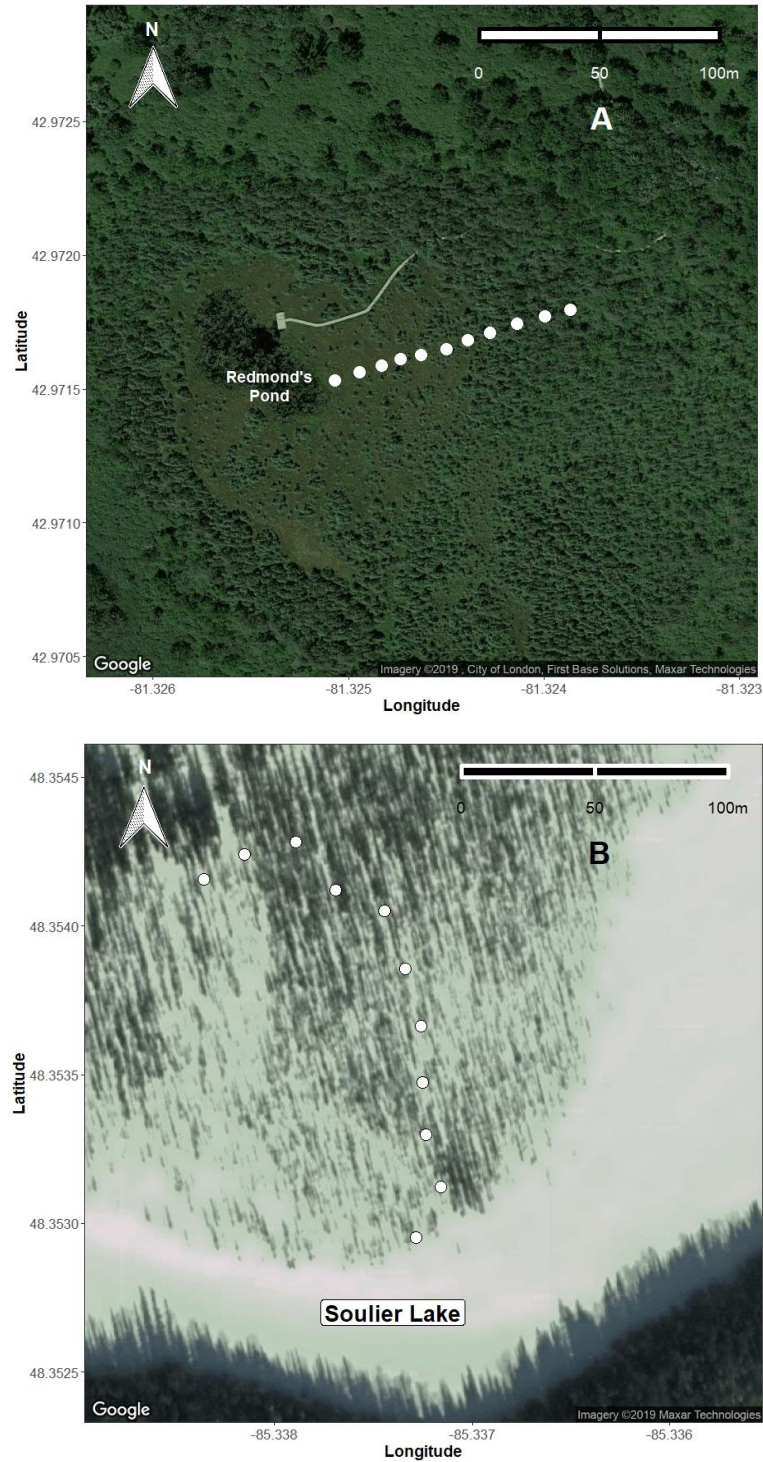 N
0 50 100m
A
42.9725
42.9720
42.9715
42.9710
42.9705
Latitude
Redmond's
Pond
Google
Imagery ©2019 , City of London, First Base Solutions, Maxar Technologies
-81.326 -81.325 -81.324 -81.323
Longitude
N
0 50 100m
B
48.3545
48.3540
48.3535
48.3530
48.3525
Latitude
Soulier Lake
Google
Imagery ©2019 Maxar Technologies
-85.338 -85.337 -85.336
Longitude